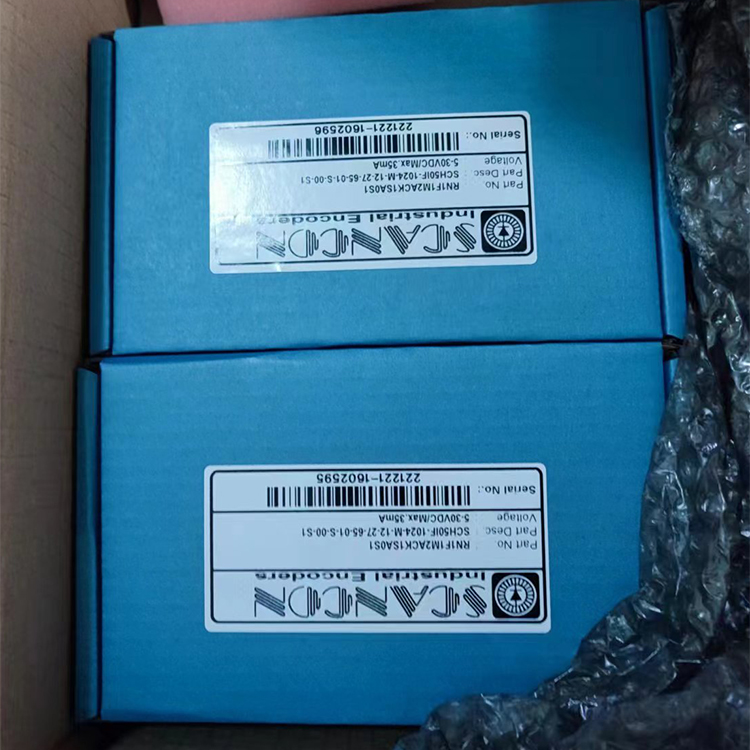 SCANCON
Industrial Encoders
Part No. RN1F1M2ACK1SA0S1
Part Desc SCH50IF-1024-M-12-27-65-01-S-00-S1
Voltage 5-30VDC/Max.35mA
Serial No.:
221221-1602596
SCANCON
Industrial Encoders
Part No. RN1F1M2ACK1SA0S1
Part Desc SCH50IF-1024-M-12-27-65-01-S-00-S1
Voltage 5-30VDC/Max.35mA
Serial No.:
221221-1602595